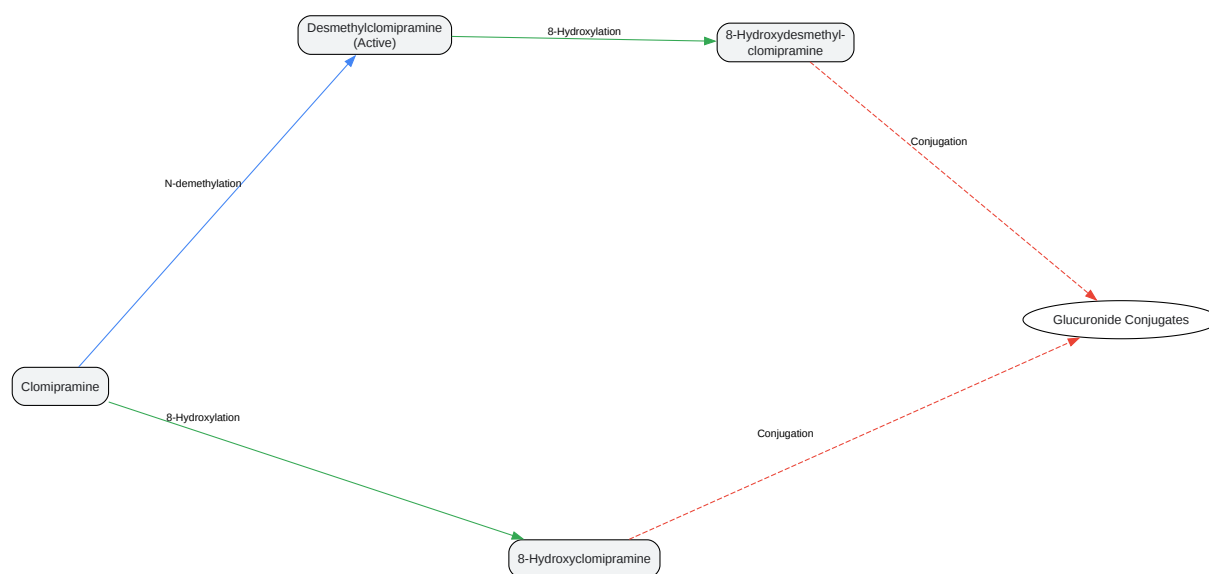 Desmethylclomipramine
(Active)
8-Hydroxylation
8-Hydroxydesmethyl-
clomipramine
Conjugation
N-demethylation
Glucuronide Conjugates
Clomipramine
8-Hydroxylation
Conjugation
8-Hydroxyclomipramine